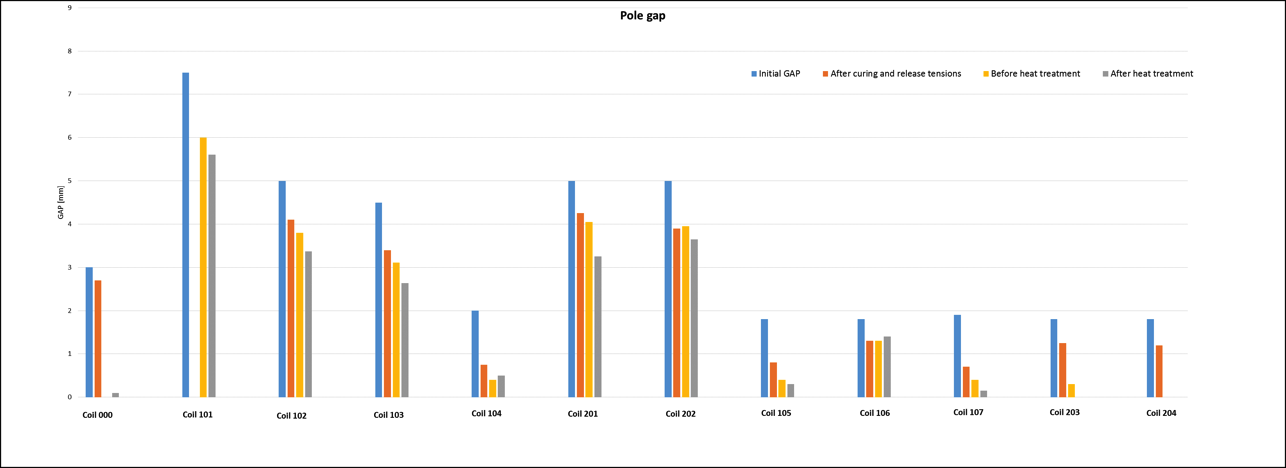 Pole gap
Initial GAP After curing and release tensions Before heat treatment After heat treatment
GAP [mm]
9
8
7
6
5
4
3
2
1
0
Coil 000 Coil 101 Coil 102 Coil 103 Coil 104 Coil 201 Coil 202 Coil 105 Coil 106 Coil 107 Coil 203 Coil 204